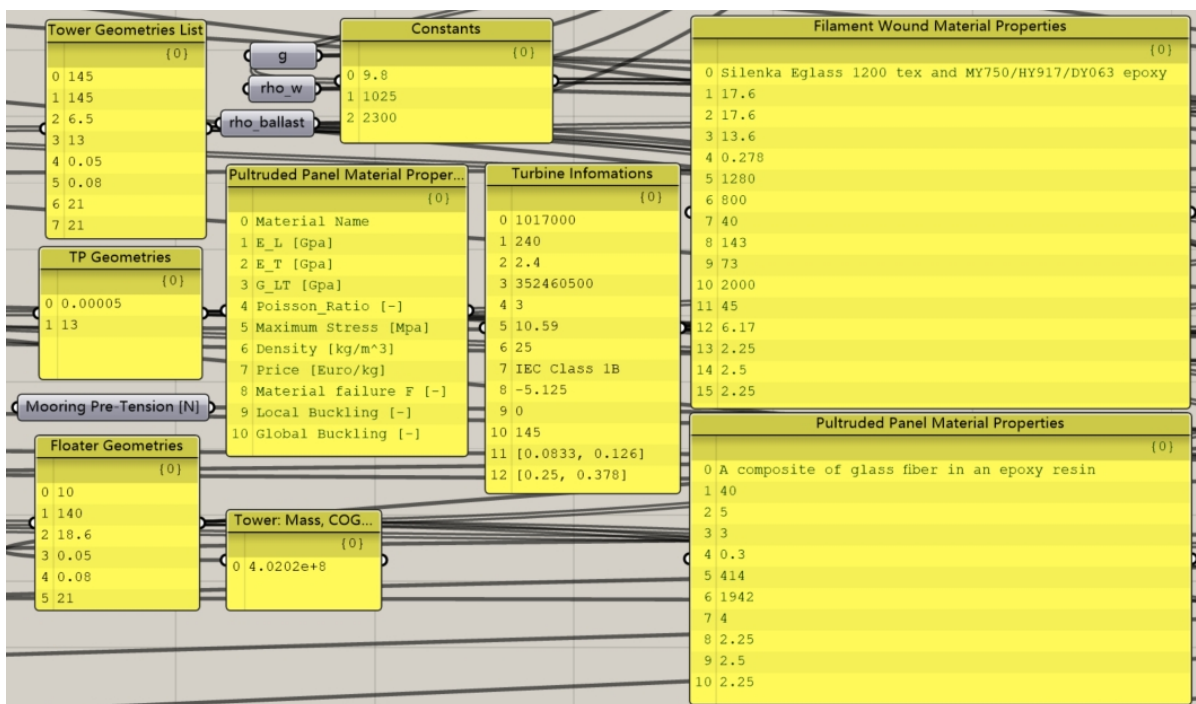 Tower Geometries List
{0}
0 145
1 145
2 6.5
3 13
4 0.05
5 0.08
6 21
7 21
g
rho_w
rho_ballast
Constants
{0}
0 9.8
1 1025
2 2300
Filament Wound Material Properties
{0}
0 Silenka Eglass 1200 tex and MY750/HY917/DY063 epoxy
1 17.6
2 17.6
3 13.6
4 0.278
5 1280
6 800
7 40
8 143
9 73
10 2000
11 45
12 6.17
13 2.25
14 2.5
15 2.25
Pultruded Panel Material Proper...
{0}
0 Material Name
1 E_L [Gpa]
2 E_T [Gpa]
3 G_LT [Gpa]
4 Poisson_Ratio [-]
5 Maximum Stress [Mpa]
6 Density [kg/m^3]
7 Price [Euro/kg]
8 Material failure F [-]
9 Local Buckling [-]
10 Global Buckling [-]
Turbine Infomations
{0}
0 1017000
1 240
2 2.4
3 352460500
4 3
5 10.59
6 25
7 IEC Class 1B
8 -5.125
9 0
10 145
11 [0.0833, 0.126]
12 [0.25, 0.378]
TP Geometries
{0}
0 0.00005
1 13
Mooring Pre-Tension [N]
Floater Geometries
{0}
0 10
1 140
2 18.6
3 0.05
4 0.08
5 21
Tower: Mass, COG...
{0}
0 4.0202e+8
Pultruded Panel Material Properties
{0}
0 A composite of glass fiber in an epoxy resin
1 40
2 5
3 3
4 0.3
5 414
6 1942
7 4
8 2.25
9 2.5
10 2.25